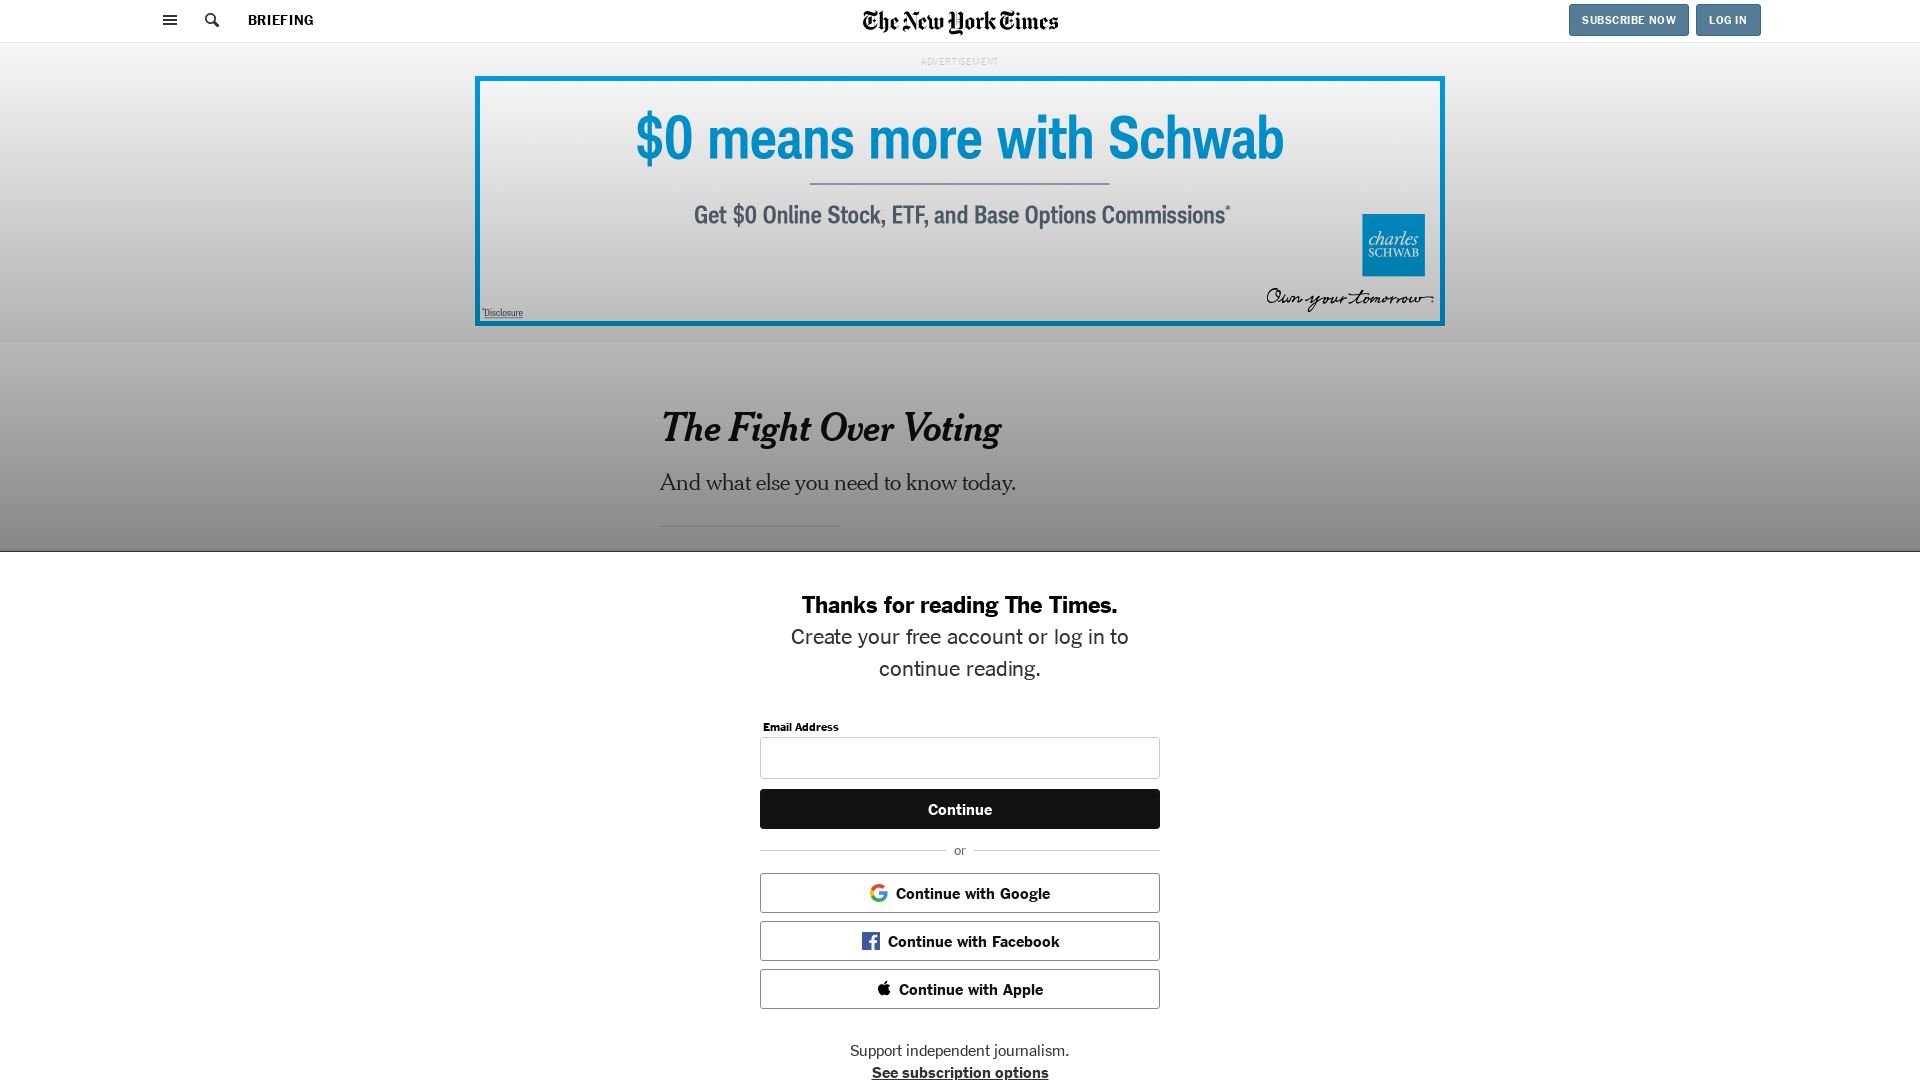 BRIEFING
The New York Times
SUBSCRIBE NOW
LOG IN
ADVERTISEMENT
$0 means more with Schwab
Get $0 Online Stock, ETF, and Base Options Commissions*
charles
SCHWAB
Own your tomorrow
*Disclosure
The Fight Over Voting
And what else you need to know today.
Thanks for reading The Times.
Create your free account or log in to
continue reading.
Email Address
Continue
or
Continue with Google
Continue with Facebook
Continue with Apple
Support independent journalism.
See subscription options